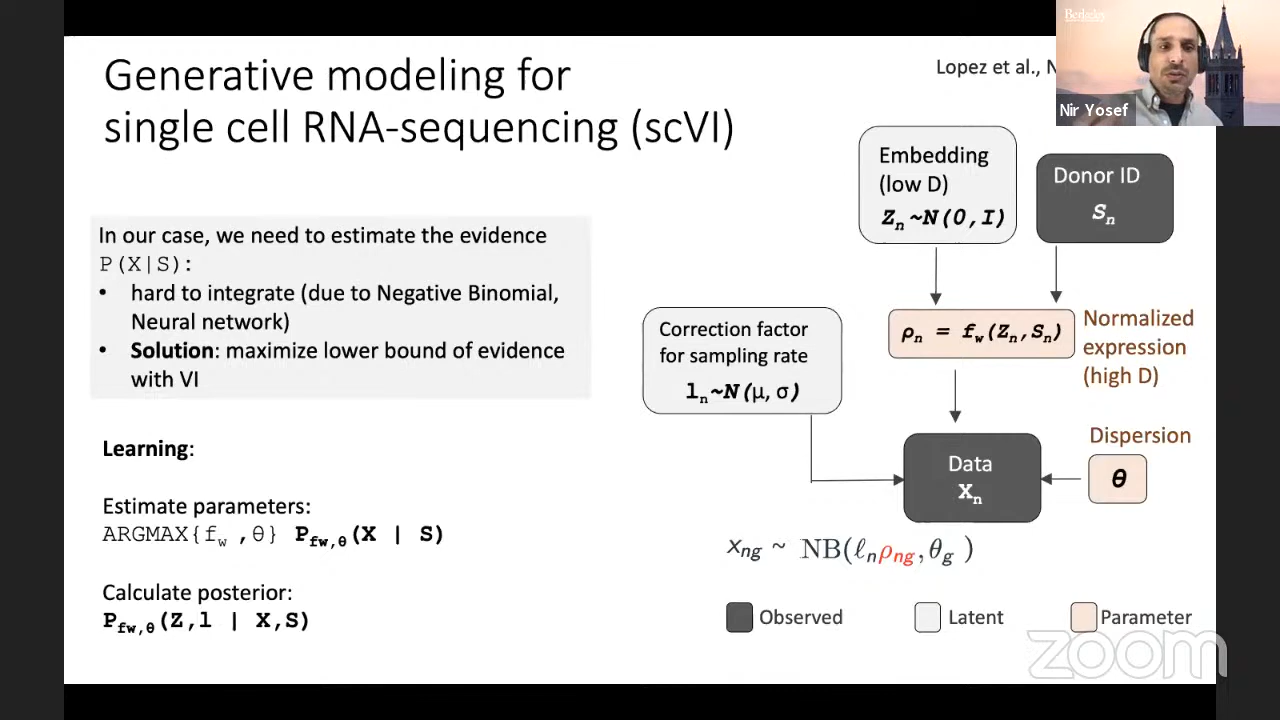 Generative modeling for
single cell RNA-sequencing (scVI)
Lopez et al., N
Berkeley
Nir Yosef
In our case, we need to estimate the evidence
P(X|S):
• hard to integrate (due to Negative Binomial,
Neural network)
• Solution: maximize lower bound of evidence
with VI
Learning:
Estimate parameters:
ARGMAX{f_w ,θ} P_fw,θ(X | S)
Calculate posterior:
P_fw,θ(Z,l | X,S)
Embedding
(low D)
Z_n ~N(0,I)
Donor ID
S_n
Correction factor
for sampling rate
l_n~N(μ, σ)
ρ_n = f_w(Z_n,S_n)
Normalized
expression
(high D)
Data
X_n
Dispersion
θ
x_ng ~ NB(ℓ_nρ_ng, θ_g )
Observed
Latent
Parameter
zoom